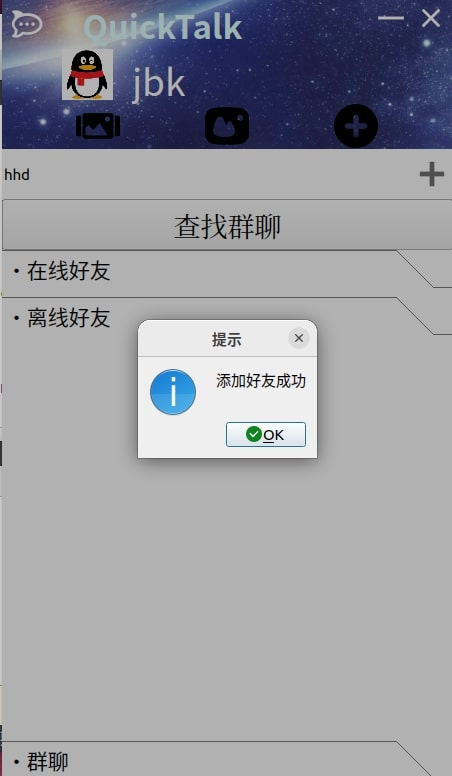 QuickTalk
jbk
hhd
查找群聊
· 在线好友
· 离线好友
提示
添加好友成功
OK
· 群聊